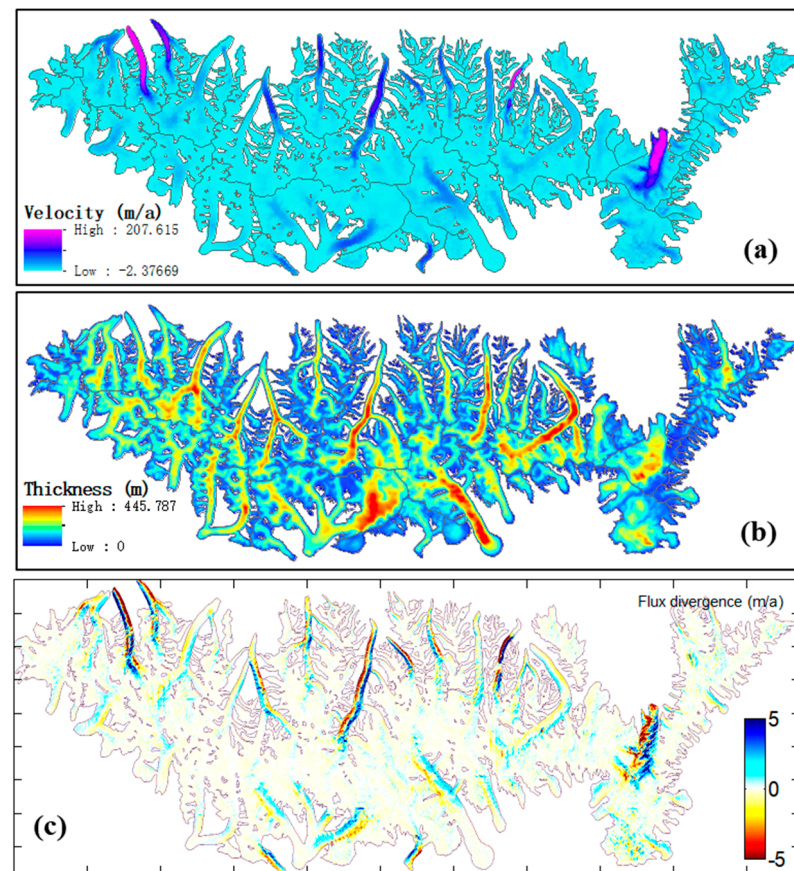 Velocity (m/a)
High : 207.615
Low : -2.37669
(a)
Thickness (m)
High : 445.787
Low : 0
(b)
Flux divergence (m/a)
5
0
-5
(c)